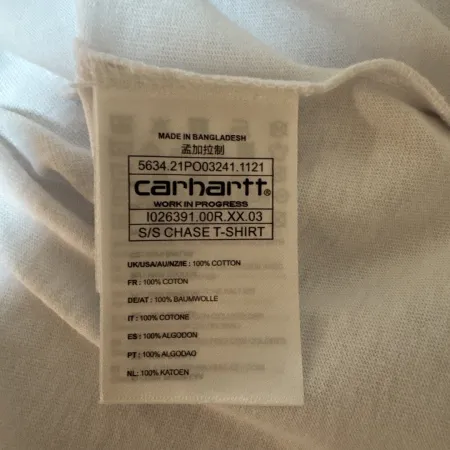 MADE IN BANGLADESH
孟加拉制
5634.21PO03241.1121
carhartt®
WORK IN PROGRESS
I026391.00R.XX.03
S/S CHASE T-SHIRT
UK/USA/AU/NZ/IE : 100% COTTON
FR : 100% COTON
DE/AT : 100% BAUMWOLLE
IT : 100% COTONE
ES : 100% ALGODON
PT : 100% ALGODAO
NL: 100% KATOEN